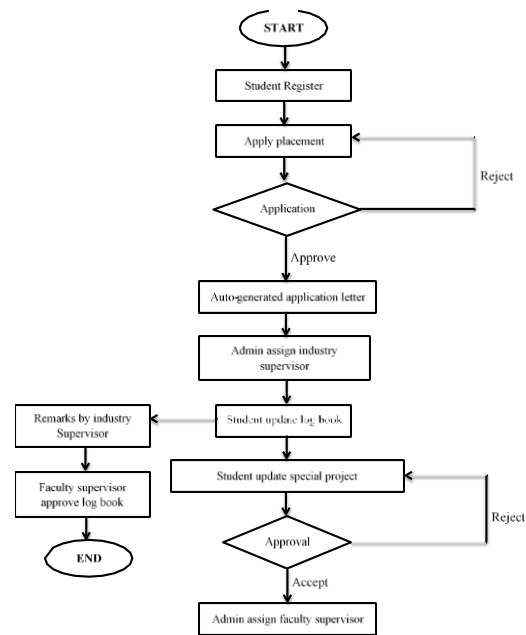 START
Student Register
Apply placement
Reject
Application
Approve
Auto-generated application letter
Admin assign industry
supervisor
Remarks by industry
Supervisor
Student update log book
Faculty supervisor
approve log book
Student update special project
Reject
Approval
END
Accept
Admin assign faculty supervisor